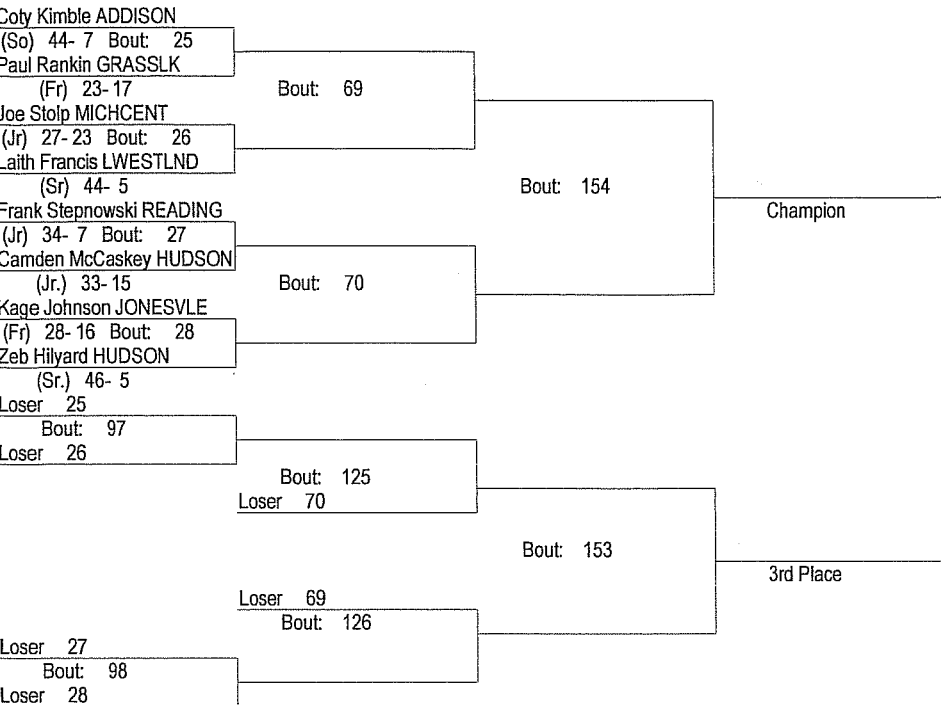 Coty Kimble ADDISON
(So) 44- 7 Bout: 25
Paul Rankin GRASSLK
(Fr) 23- 17
Bout: 69
Joe Stolp MICHCENT
(Jr) 27- 23 Bout: 26
Laith Francis LWESTLND
(Sr) 44- 5
Bout: 154
Frank Stepnowski READING
Champion
(Jr) 34- 7 Bout: 27
Camden McCaskey HUDSON
(Jr.) 33- 15
Bout: 70
Kage Johnson JONESVLE
(Fr) 28- 16 Bout: 28
Zeb Hilyard HUDSON
(Sr.) 46- 5
Loser 25
Bout: 97
Loser 26
Bout: 125
Loser 70
Bout: 153
3rd Place
Loser 69
Bout: 126
Loser 27
Bout: 98
Loser 28